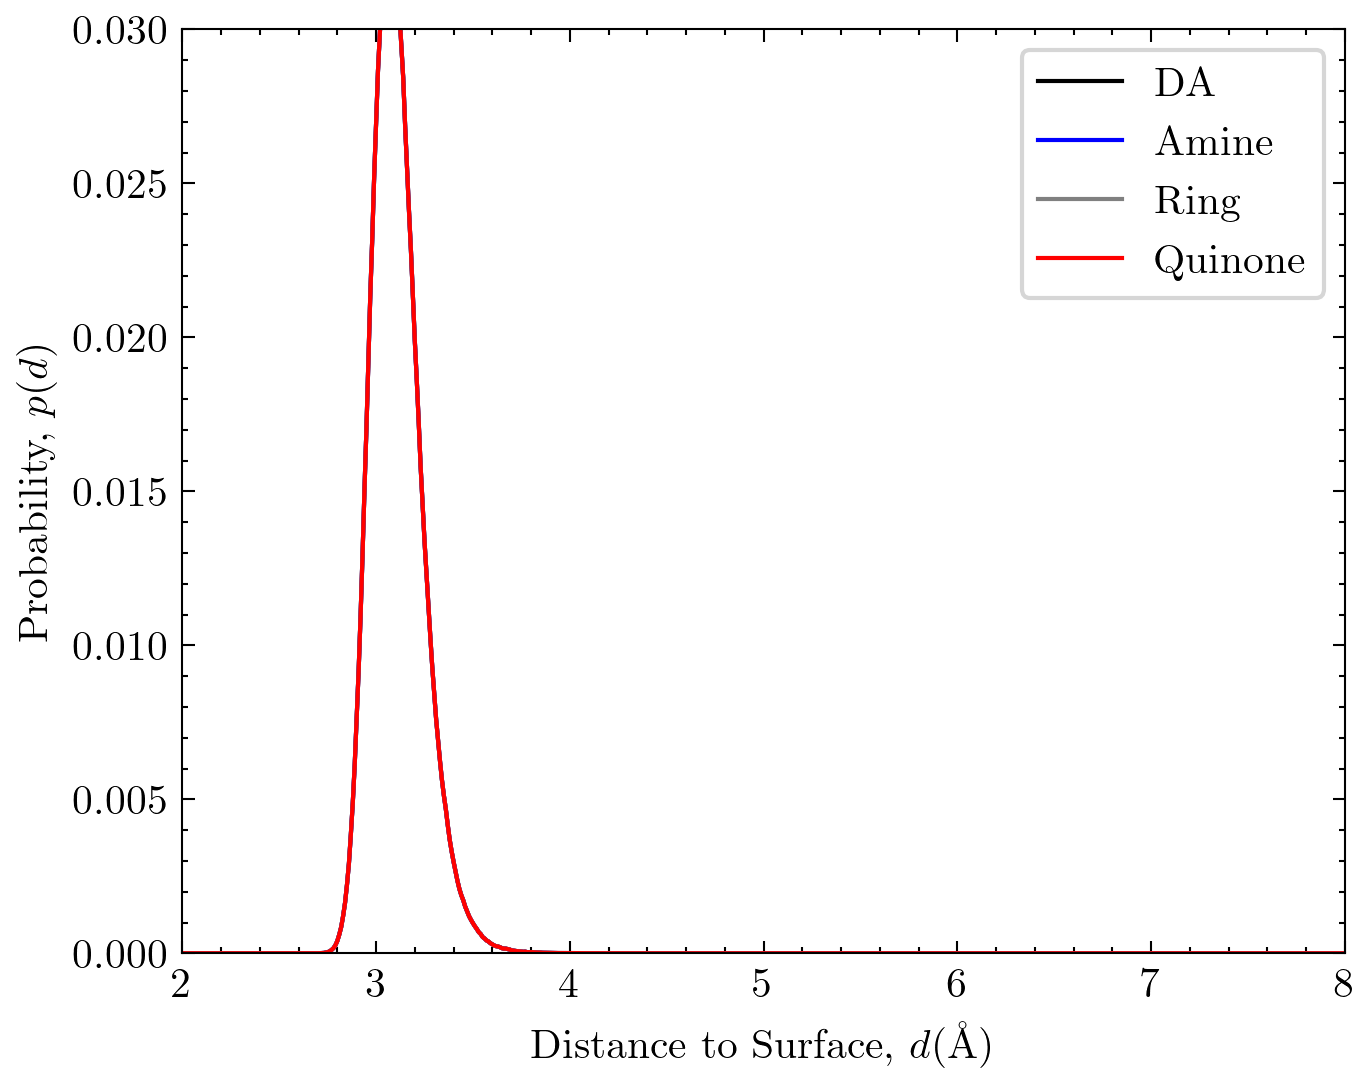 0.030
0.025
0.020
0.015
0.010
0.005
0.000
Probability, p(d)
2 3 4 5 6 7 8
Distance to Surface, d(Å)
DA
Amine
Ring
Quinone